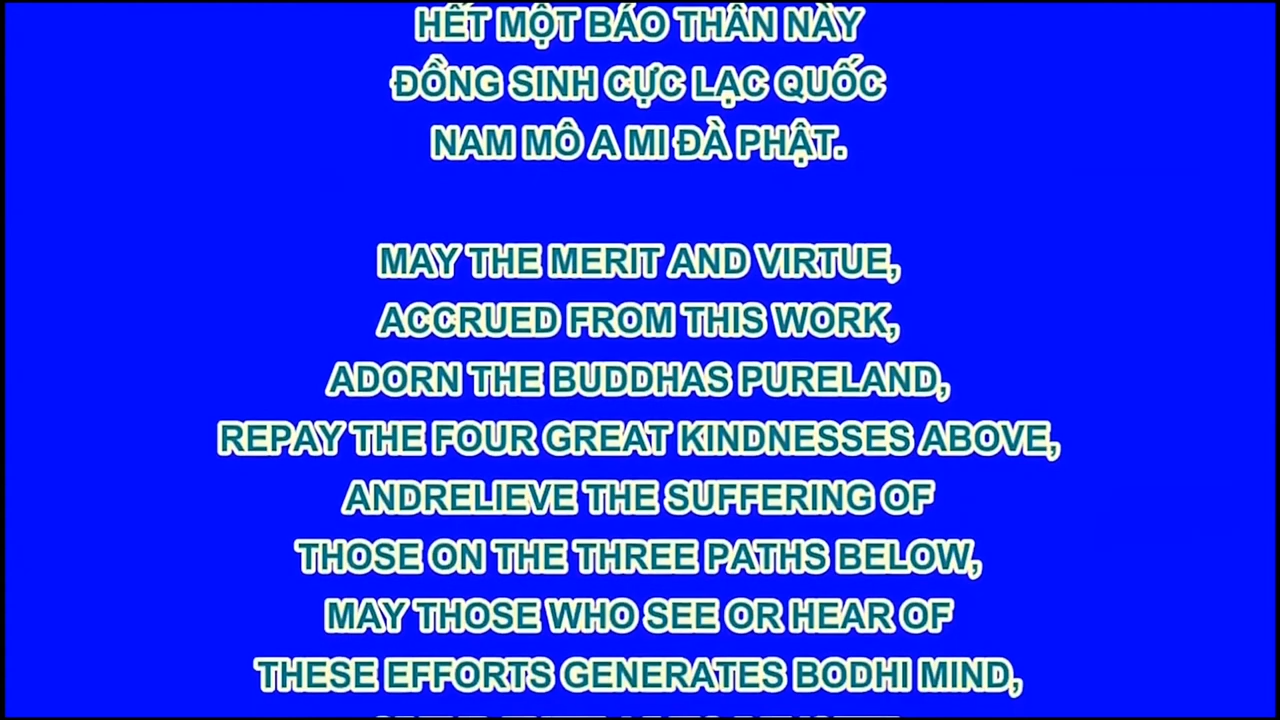 HẾT MỘT BÁO THÂN NÀY
ĐỒNG SINH CỰC LẠC QUỐC
NAM MÔ A MI ĐÀ PHẬT.
MAY THE MERIT AND VIRTUE,
ACCRUED FROM THIS WORK,
ADORN THE BUDDHAS PURELAND,
REPAY THE FOUR GREAT KINDNESSES ABOVE,
ANDRELIEVE THE SUFFERING OF
THOSE ON THE THREE PATHS BELOW,
MAY THOSE WHO SEE OR HEAR OF
THESE EFFORTS GENERATES BODHI MIND,